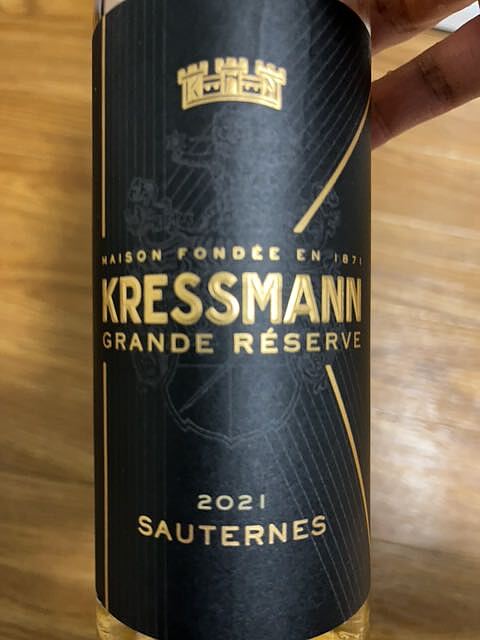 MAISON FONDÉE EN 1871
KRESSMANN
GRANDE RÉSERVE
2021
SAUTERNES